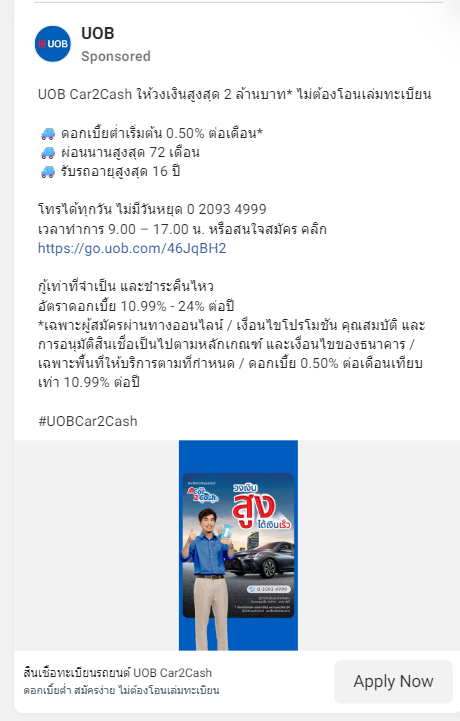 UOB
UOB
Sponsored
UOB Car2Cash ให้วงเงินสูงสุด 2 ล้านบาท* ไม่ต้องโอนเล่มทะเบียน
🚙 ดอกเบี้ยต่ำเริ่มต้น 0.50% ต่อเดือน*
🚙 ผ่อนนานสูงสุด 72 เดือน
🚙 รับรถอายุสูงสุด 16 ปี
โทรได้ทุกวัน ไม่มีวันหยุด 0 2093 4999
เวลาทำการ 9.00 – 17.00 น. หรือสนใจสมัคร คลิก
https://go.uob.com/46JqBH2
กู้เท่าที่จำเป็น และชำระคืนไหว
อัตราดอกเบี้ย 10.99% - 24% ต่อปี
*เฉพาะผู้สมัครผ่านทางออนไลน์ / เงื่อนไขโปรโมชัน คุณสมบัติ และ
การอนุมัติสินเชื่อเป็นไปตามหลักเกณฑ์ และเงื่อนไขของธนาคาร /
เฉพาะพื้นที่ให้บริการตามที่กำหนด / ดอกเบี้ย 0.50% ต่อเดือนเทียบ
เท่า 10.99% ต่อปี
#UOBCar2Cash
car
2cash
วงเงิน
สูง
ได้เงินเร็ว
0 2093 4999
สินเชื่อทะเบียนรถยนต์ UOB Car2Cash
ดอกเบี้ยต่ำ สมัครง่าย ไม่ต้องโอนเล่มทะเบียน
Apply Now